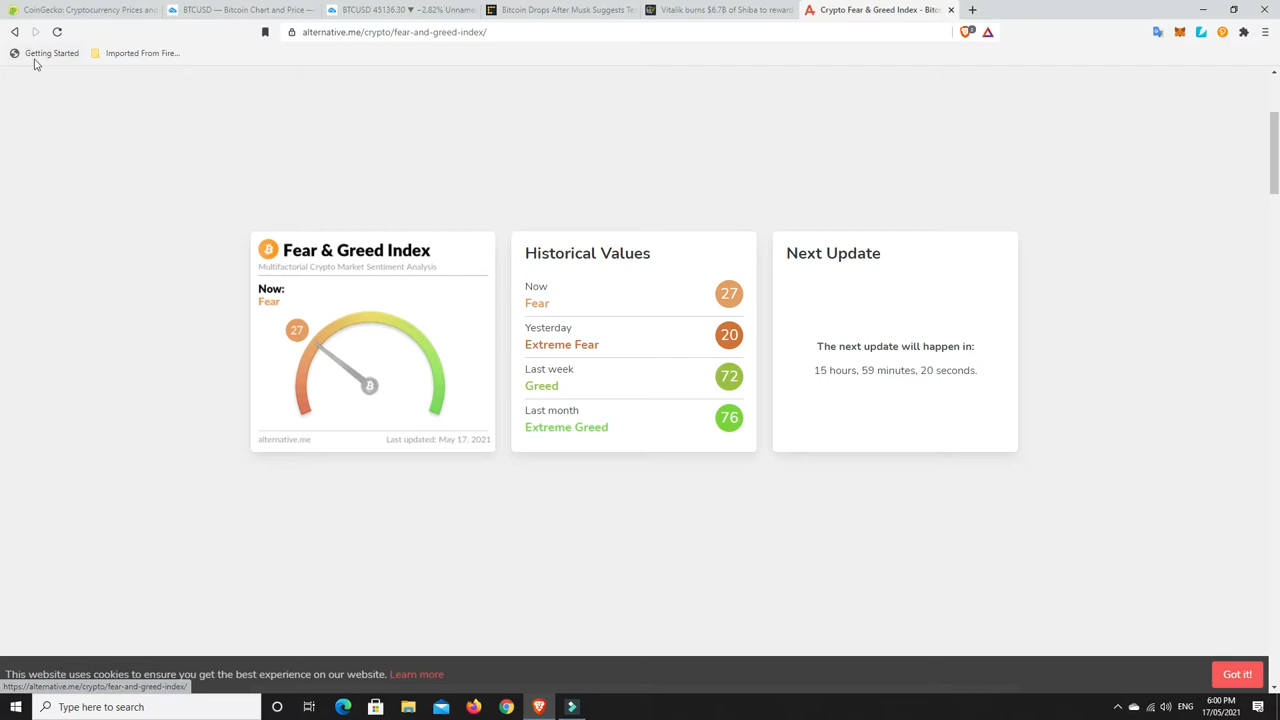 CoinGecko: Cryptocurrency Prices and
BTCUSD — Bitcoin Chart and Price —
BTCUSD 45136.30 ▼ −2.82% Unname
Bitcoin Drops After Musk Suggests Te
Vitalik burns $6.7B of Shiba to reward
Crypto Fear & Greed Index - Bitco
alternative.me/crypto/fear-and-greed-index/
Getting Started
Imported From Fire...
Fear & Greed Index
Multifactorial Crypto Market Sentiment Analysis
Now:
Fear
27
alternative.me
Last updated: May 17, 2021
Historical Values
Now
Fear
27
Yesterday
Extreme Fear
20
Last week
Greed
72
Last month
Extreme Greed
76
Next Update
The next update will happen in:
15 hours, 59 minutes, 20 seconds.
This website uses cookies to ensure you get the best experience on our website. Learn more
Got it!
https://alternative.me/crypto/fear-and-greed-index/
Type here to search
ENG
6:00 PM
17/05/2021